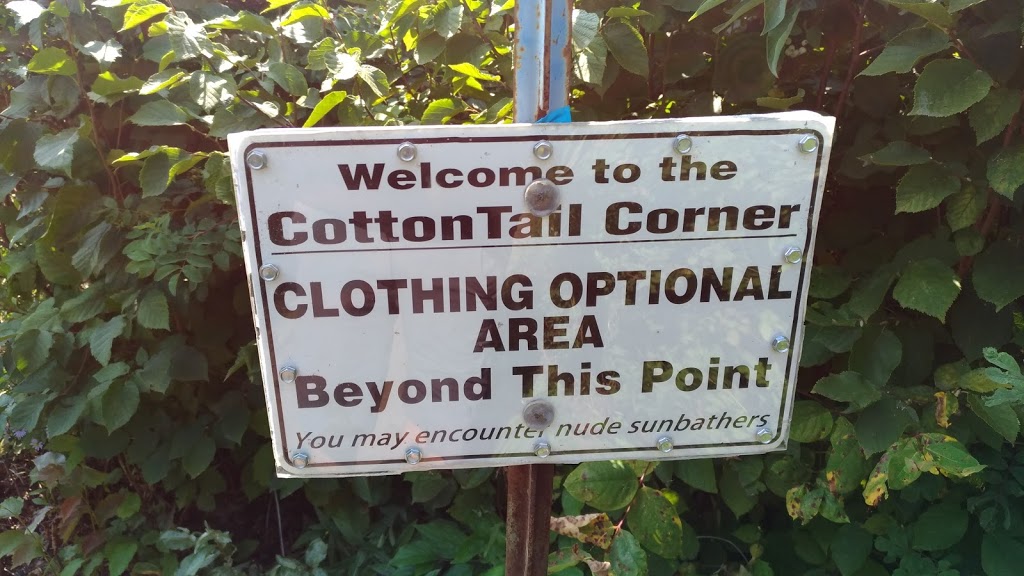 Welcome to the
CottonTail Corner
CLOTHING OPTIONAL
AREA
Beyond This Point
You may encounter nude sunbathers